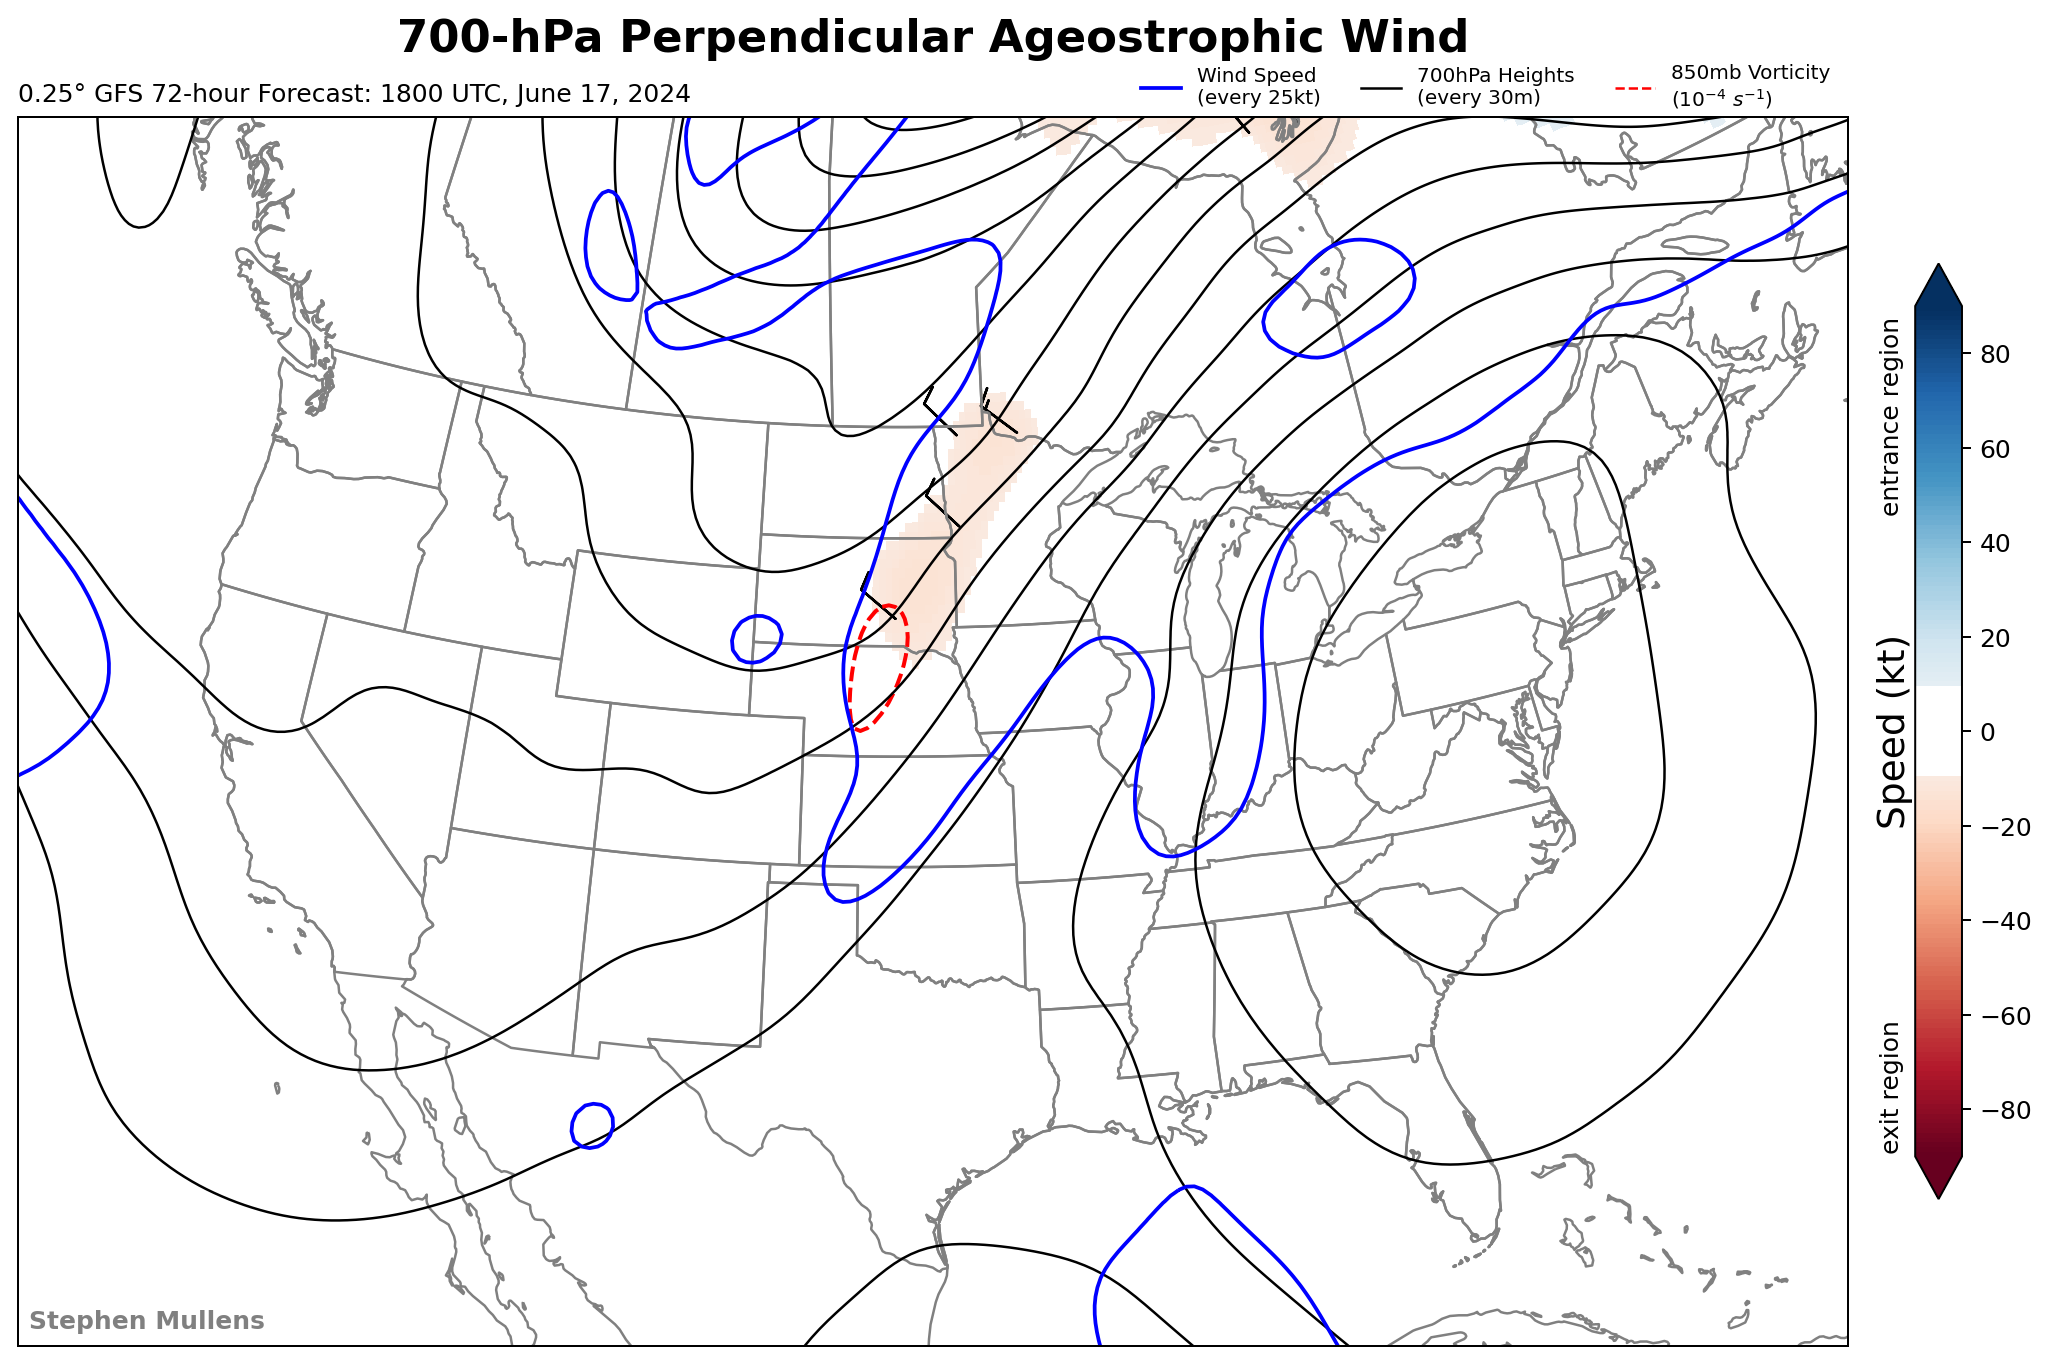 700-hPa Perpendicular Ageostrophic Wind
0.25° GFS 72-hour Forecast: 1800 UTC, June 17, 2024
Wind Speed
(every 25kt)
700hPa Heights
(every 30m)
850mb Vorticity
(10⁻⁴ s⁻¹)
entrance region
Speed (kt)
exit region
80
60
40
20
0
−20
−40
−60
−80
Stephen Mullens